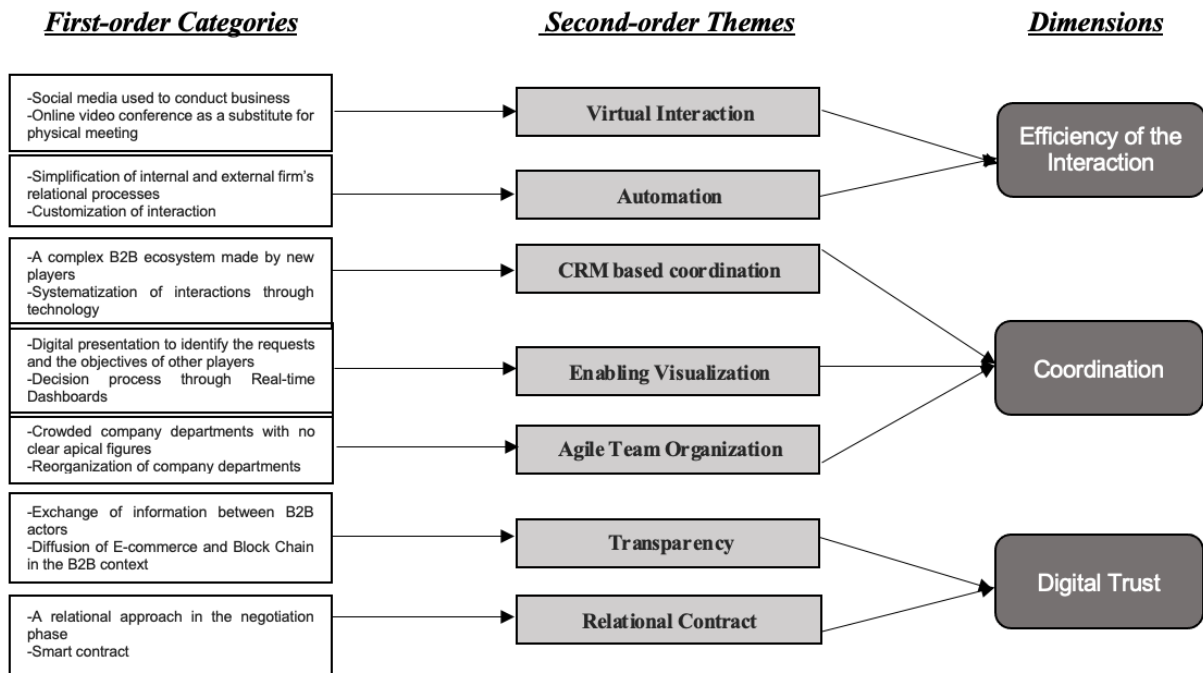 First-order Categories
Second-order Themes
Dimensions
-Social media used to conduct business
-Online video conference as a substitute for
physical meeting
Virtual Interaction
Efficiency of the
Interaction
-Simplification of internal and external firm's
relational processes
-Customization of interaction
Automation
-A complex B2B ecosystem made by new
players
-Systematization of interactions through
technology
CRM based coordination
-Digital presentation to identify the requests
and the objectives of other players
-Decision process through Real-time
Dashboards
Enabling Visualization
Coordination
-Crowded company departments with no
clear apical figures
-Reorganization of company departments
Agile Team Organization
-Exchange of information between B2B
actors
-Diffusion of E-commerce and Block Chain
in the B2B context
Transparency
Digital Trust
-A relational approach in the negotiation
phase
-Smart contract
Relational Contract